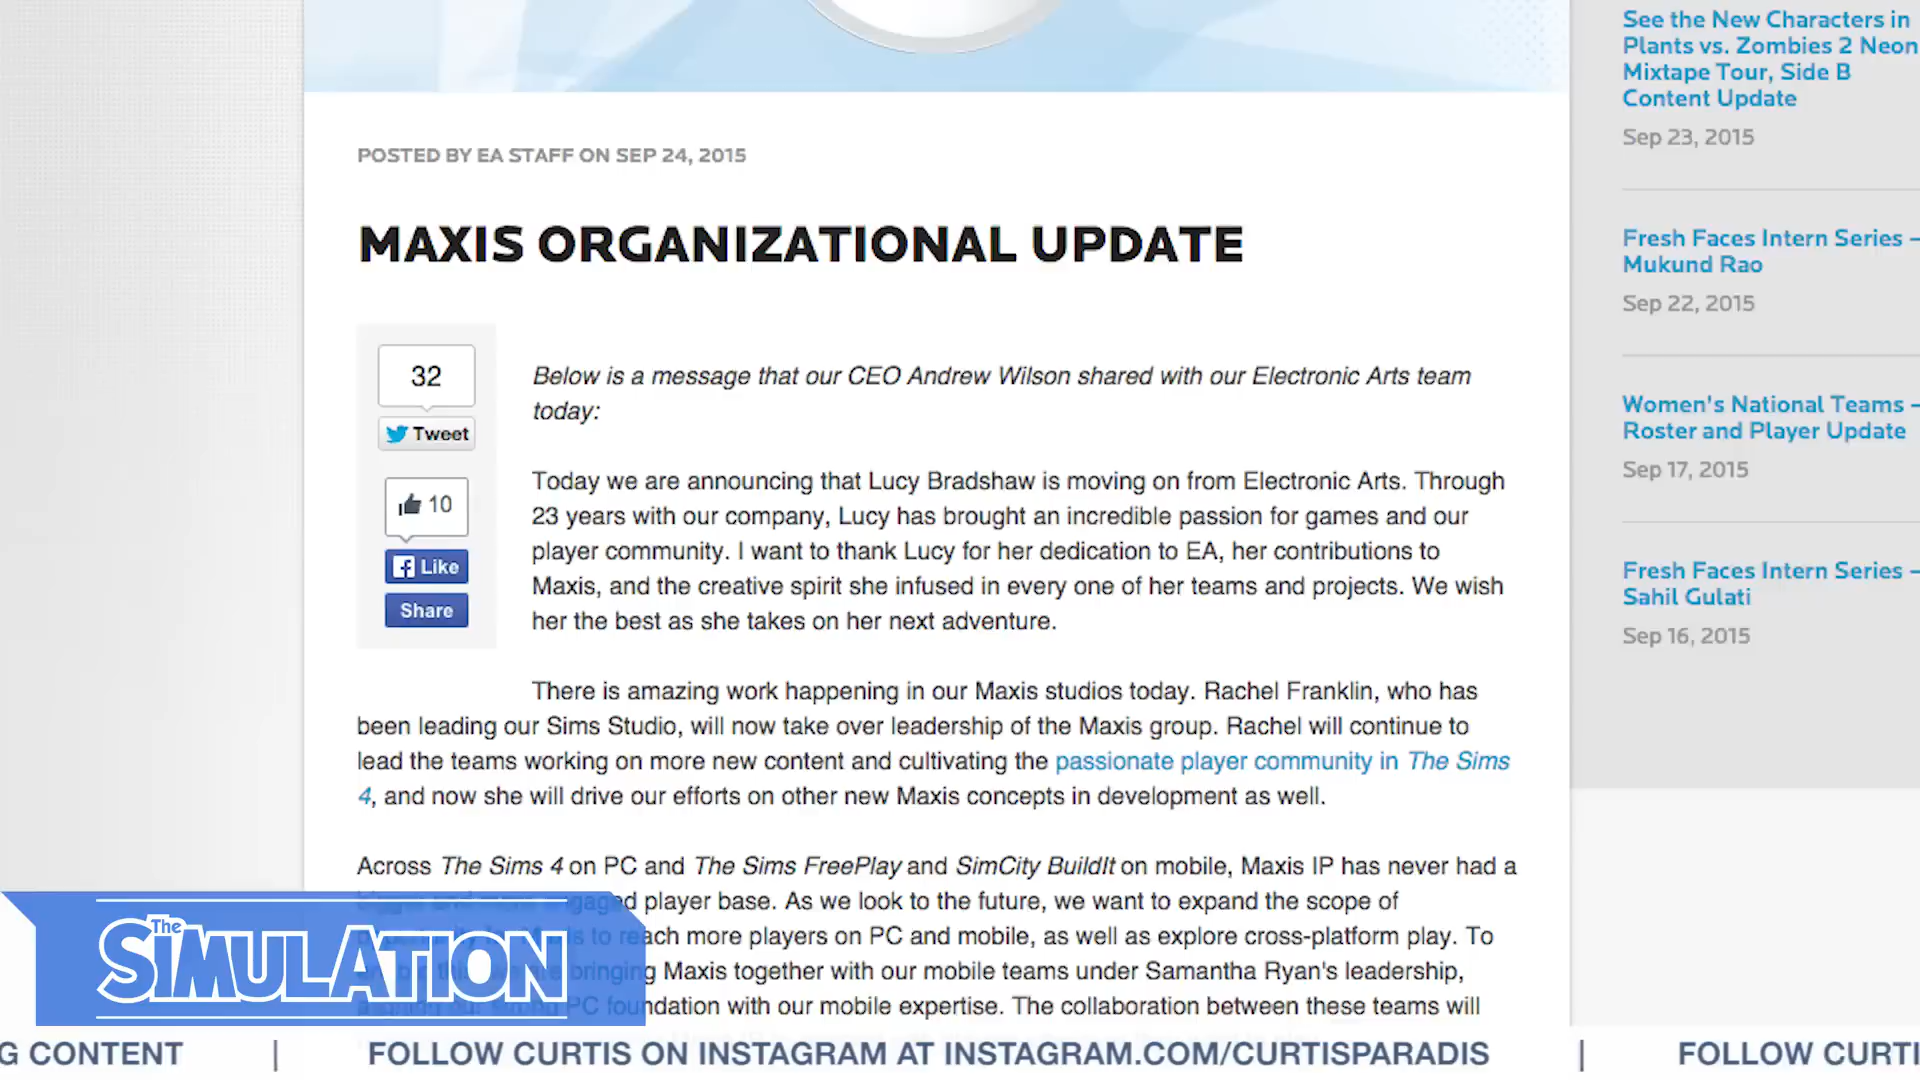 POSTED BY EA STAFF ON SEP 24, 2015
MAXIS ORGANIZATIONAL UPDATE
32
Tweet
10
Like
Share
Below is a message that our CEO Andrew Wilson shared with our Electronic Arts team
today:
Today we are announcing that Lucy Bradshaw is moving on from Electronic Arts. Through
23 years with our company, Lucy has brought an incredible passion for games and our
player community. I want to thank Lucy for her dedication to EA, her contributions to
Maxis, and the creative spirit she infused in every one of her teams and projects. We wish
her the best as she takes on her next adventure.
There is amazing work happening in our Maxis studios today. Rachel Franklin, who has
been leading our Sims Studio, will now take over leadership of the Maxis group. Rachel will continue to
lead the teams working on more new content and cultivating the passionate player community in The Sims
4, and now she will drive our efforts on other new Maxis concepts in development as well.
Across The Sims 4 on PC and The Sims FreePlay and SimCity BuildIt on mobile, Maxis IP has never had a
player base. As we look to the future, we want to expand the scope of
to reach more players on PC and mobile, as well as explore cross-platform play. To
bringing Maxis together with our mobile teams under Samantha Ryan's leadership,
PC foundation with our mobile expertise. The collaboration between these teams will
See the New Characters in
Plants vs. Zombies 2 Neon
Mixtape Tour, Side B
Content Update
Sep 23, 2015
Fresh Faces Intern Series –
Mukund Rao
Sep 22, 2015
Women's National Teams –
Roster and Player Update
Sep 17, 2015
Fresh Faces Intern Series –
Sahil Gulati
Sep 16, 2015
The SIMULATION
G CONTENT | FOLLOW CURTIS ON INSTAGRAM AT INSTAGRAM.COM/CURTISPARADIS | FOLLOW CURTI